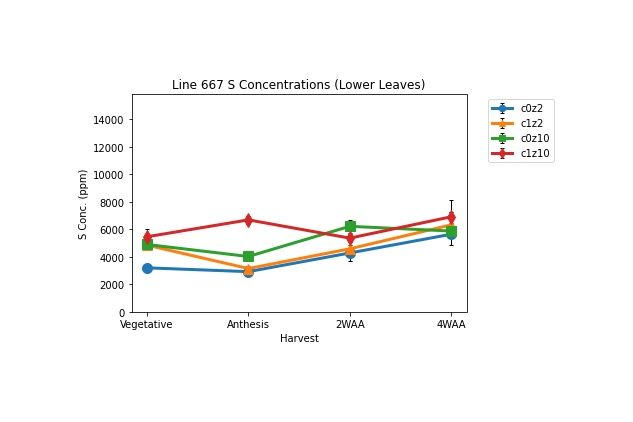 Line 667 S Concentrations (Lower Leaves)
S Conc. (ppm)
14000
12000
10000
8000
6000
4000
2000
0
Vegetative Anthesis 2WAA 4WAA
Harvest
c0z2
c1z2
c0z10
c1z10